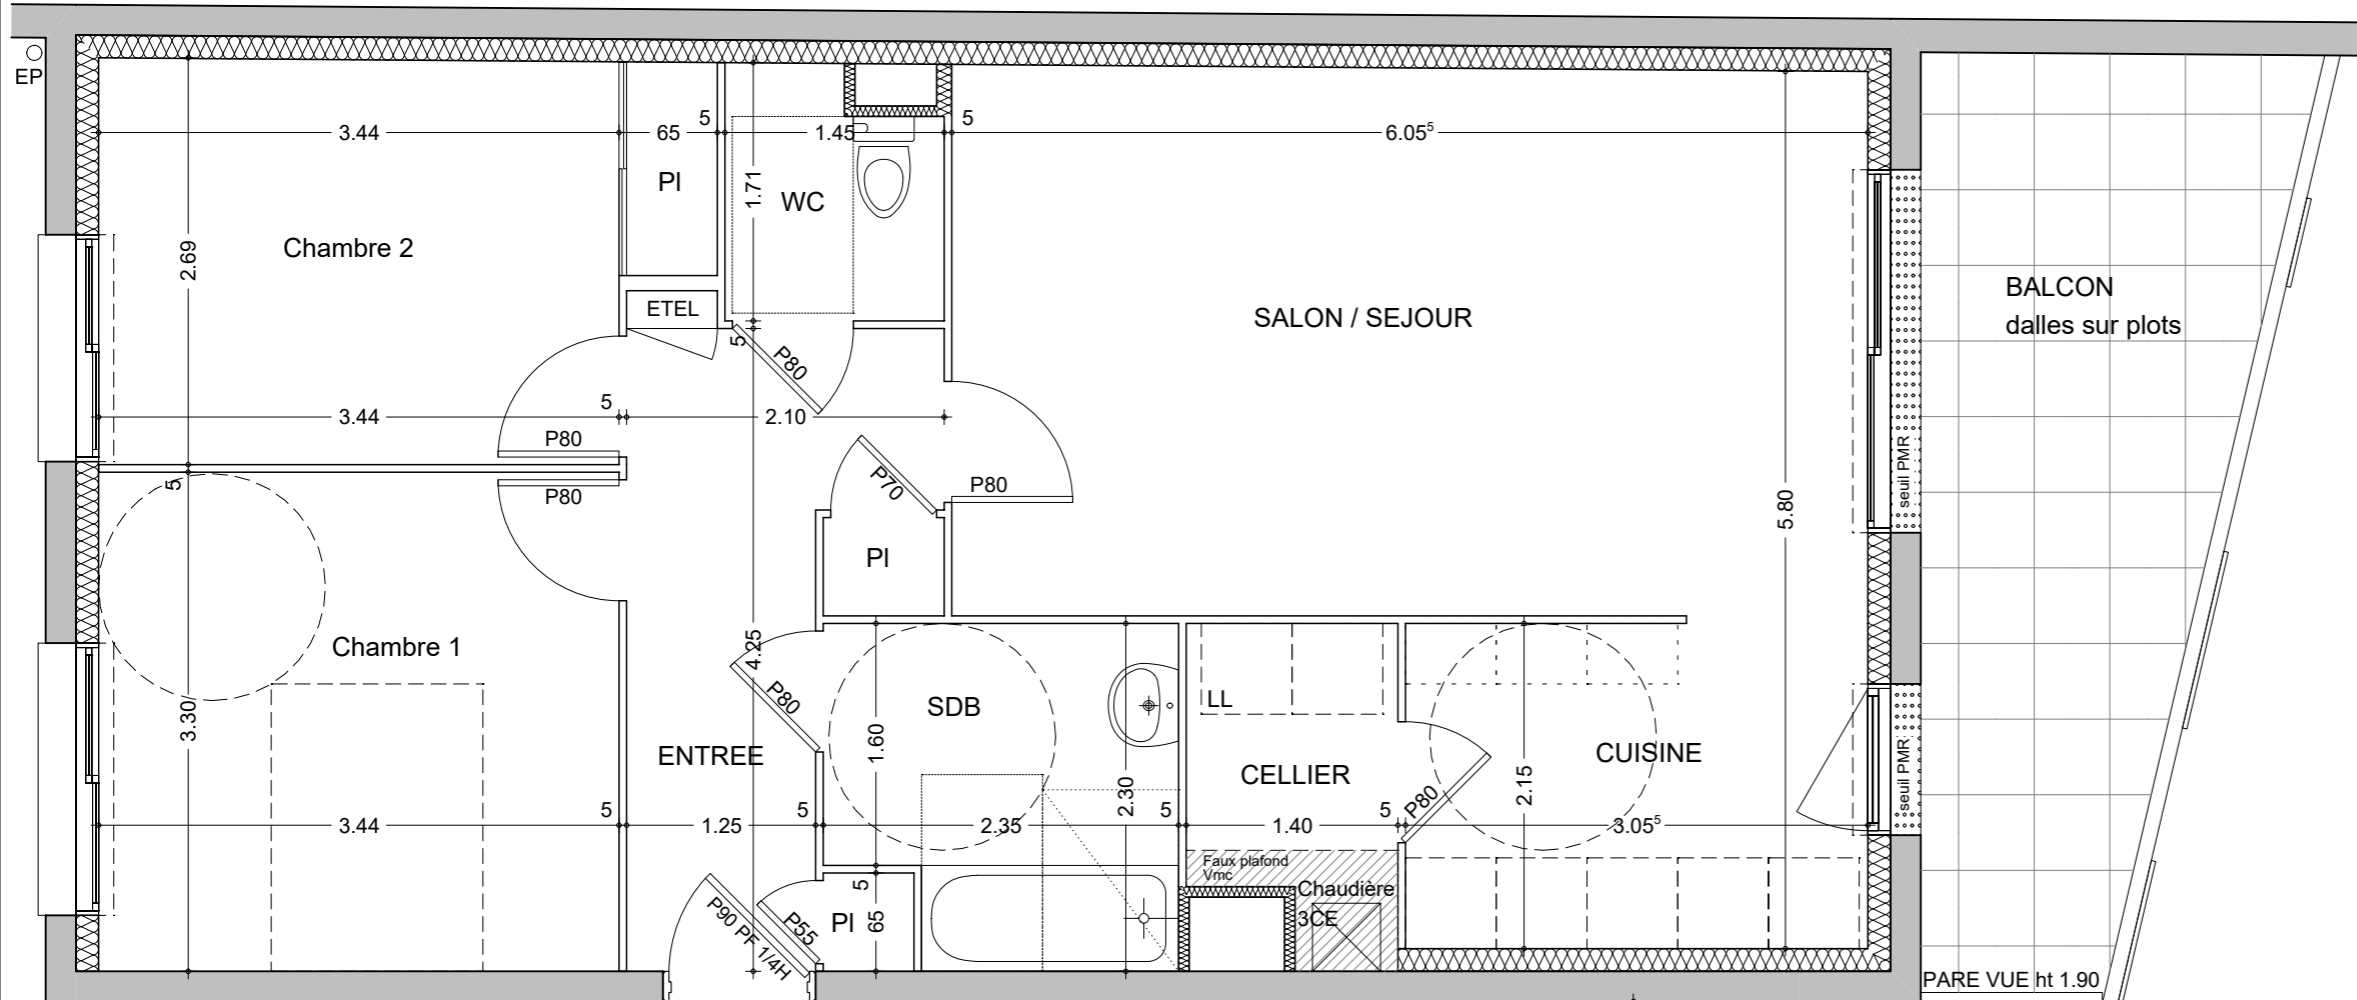 EP
3.44
65
5
1.45
5
6.05⁵
Pl
1.71
WC
2.69
Chambre 2
ETEL
SALON / SEJOUR
BALCON
dalles sur plots
5
P80
3.44
5
2.10
P80
P80
5
P70
P80
5.80
seuil PMR
Pl
Chambre 1
4.25
3.30
P80
SDB
LL
ENTREE
1.60
2.30
CELLIER
CUISINE
2.15
P80
seuil PMR
3.44
5
1.25
5
2.35
5
1.40
5
3.05⁵
Faux plafond
Vmc
Chaudière
3CE
5
65
Pl
P55
P90 PF 1/4H
PARE VUE ht 1.90